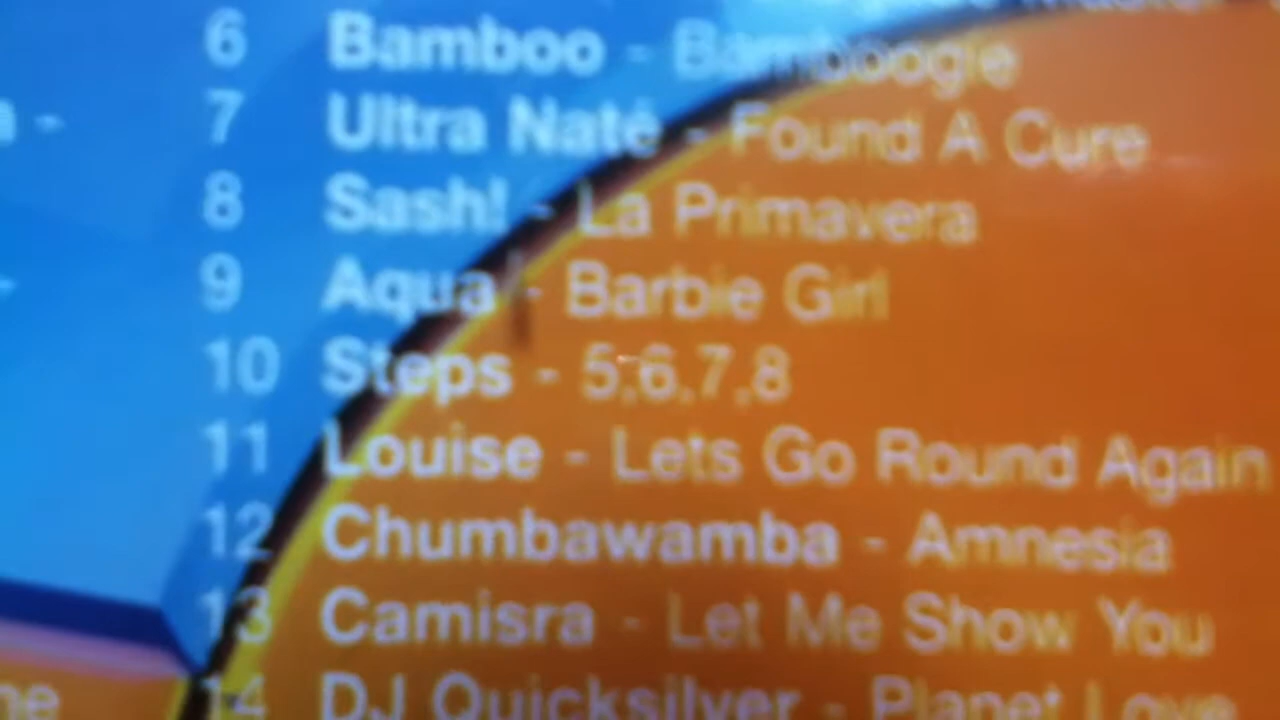 6 Bamboo - Bamboogie
7 Ultra Naté - Found A Cure
8 Sash! - La Primavera
9 Aqua - Barbie Girl
10 Steps - 5,6,7,8
11 Louise - Lets Go Round Again
12 Chumbawamba - Amnesia
13 Camisra - Let Me Show You
14 DJ Quicksilver - Planet Love